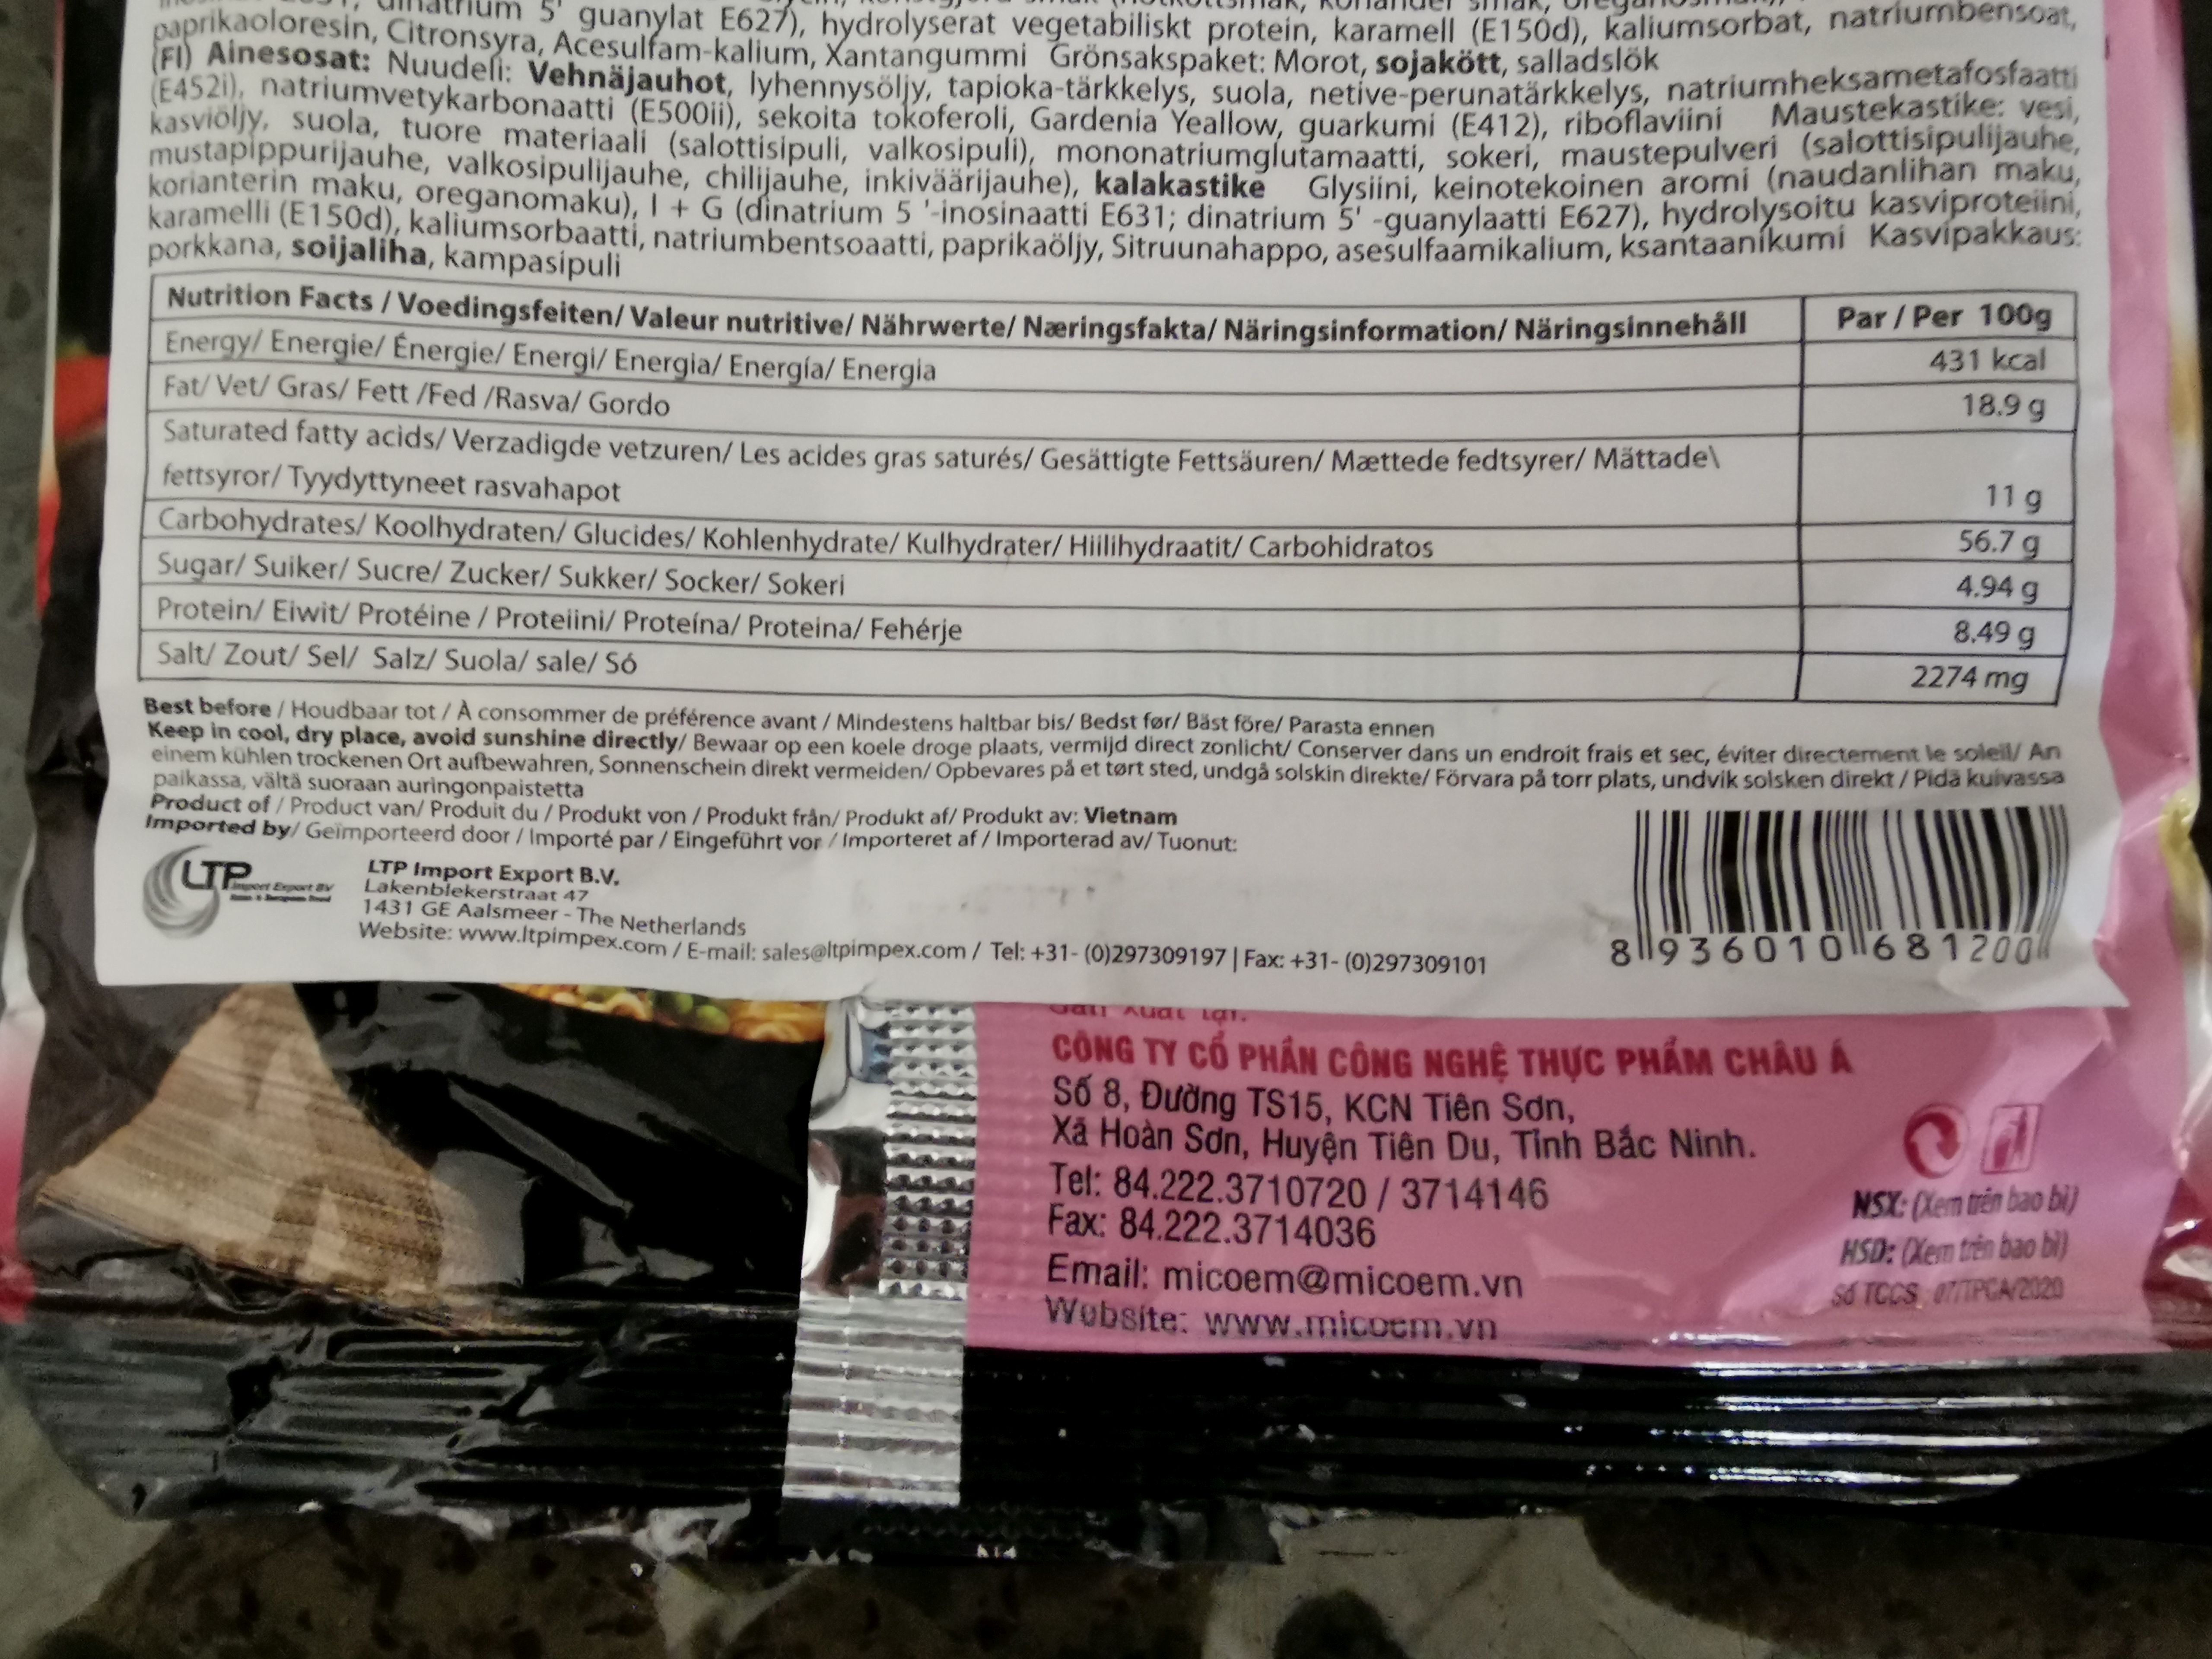 5' guanylat E627), hydrolyserat vegetabiliskt protein, karamell (E150d), kaliumsorbat, natriumbensoat,
paprikaoloresin, Citronsyra, Acesulfam-kalium, Xantangummi Grönsakspaket: Morot, sojakött, salladslök
(FI) Ainesosat: Nuudeli: Vehnäjauhot, lyhennysöljy, tapioka-tärkkelys, suola, netive-perunatärkkelys, natriumheksametafosfaatti
(E452i), natriumvetykarbonaatti (E500ii), sekoita tokoferoli, Gardenia Yeallow, guarkumi (E412), riboflaviini Maustekastike: vesi,
kasviöljy, suola, tuore materiaali (salottisipuli, valkosipuli), mononatriumglutamaatti, sokeri, maustepulveri (salottisipulijauhe,
mustapippurijauhe, valkosipulijauhe, chilijauhe, inkiväärijauhe), kalakastike Glysiini, keinotekoinen aromi (naudanlihan maku,
korianterin maku, oreganomaku), I + G (dinatrium 5 '-inosinaatti E631; dinatrium 5' -guanylaatti E627), hydrolysoitu kasviproteiini,
karamelli (E150d), kaliumsorbaatti, natriumbentsoaatti, paprikaöljy, Sitruunahappo, asesulfaamikalium, ksantaanikumi Kasvipakkaus:
porkkana, soijaliha, kampasipuli
Nutrition Facts / Voedingsfeiten/ Valeur nutritive/ Nährwerte/ Næringsfakta/ Näringsinformation/ Näringsinnehåll Par / Per 100g
Energy/ Energie/ Énergie/ Energi/ Energia/ Energía/ Energia 431 kcal
Fat/ Vet/ Gras/ Fett /Fed /Rasva/ Gordo 18.9 g
Saturated fatty acids/ Verzadigde vetzuren/ Les acides gras saturés/ Gesättigte Fettsäuren/ Mættede fedtsyrer/ Mättade\
fettsyror/ Tyydyttyneet rasvahapot 11 g
Carbohydrates/ Koolhydraten/ Glucides/ Kohlenhydrate/ Kulhydrater/ Hiilihydraatit/ Carbohidratos 56.7 g
Sugar/ Suiker/ Sucre/ Zucker/ Sukker/ Socker/ Sokeri 4.94 g
Protein/ Eiwit/ Protéine / Proteiini/ Proteína/ Proteina/ Fehérje 8.49 g
Salt/ Zout/ Sel/ Salz/ Suola/ sale/ Só 2274 mg
Best before / Houdbaar tot / À consommer de préférence avant / Mindestens haltbar bis/ Bedst før/ Bäst före/ Parasta ennen
Keep in cool, dry place, avoid sunshine directly/ Bewaar op een koele droge plaats, vermijd direct zonlicht/ Conserver dans un endroit frais et sec, éviter directement le soleil/ An
einem kühlen trockenen Ort aufbewahren, Sonnenschein direkt vermeiden/ Opbevares på et tørt sted, undgå solskin direkte/ Förvara på torr plats, undvik solsken direkt / Pidä kuivassa
paikassa, vältä suoraan auringonpaistetta
Product of / Product van/ Produit du / Produkt von / Produkt från/ Produkt af/ Produkt av: Vietnam
Imported by/ Geïmporteerd door / Importé par / Eingeführt vor / Importeret af / Importerad av/ Tuonut:
LTP
Import Export BV
LTP Import Export B.V.
Lakenblekerstraat 47
1431 GE Aalsmeer - The Netherlands
Website: www.ltpimpex.com / E-mail: sales@ltpimpex.com / Tel: +31- (0)297309197 | Fax: +31- (0)297309101
8 936010 681200
CÔNG TY CỔ PHẦN CÔNG NGHỆ THỰC PHẨM CHÂU Á
Số 8, Đường TS15, KCN Tiên Sơn,
Xã Hoàn Sơn, Huyện Tiên Du, Tỉnh Bắc Ninh.
Tel: 84.222.3710720 / 3714146
Fax: 84.222.3714036
Email: micoem@micoem.vn
Website: www.micoem.vn
NSX: (Xem trên bao bì)
HSD: (Xem trên bao bì)
Số TCCS 07/TPCA/2020